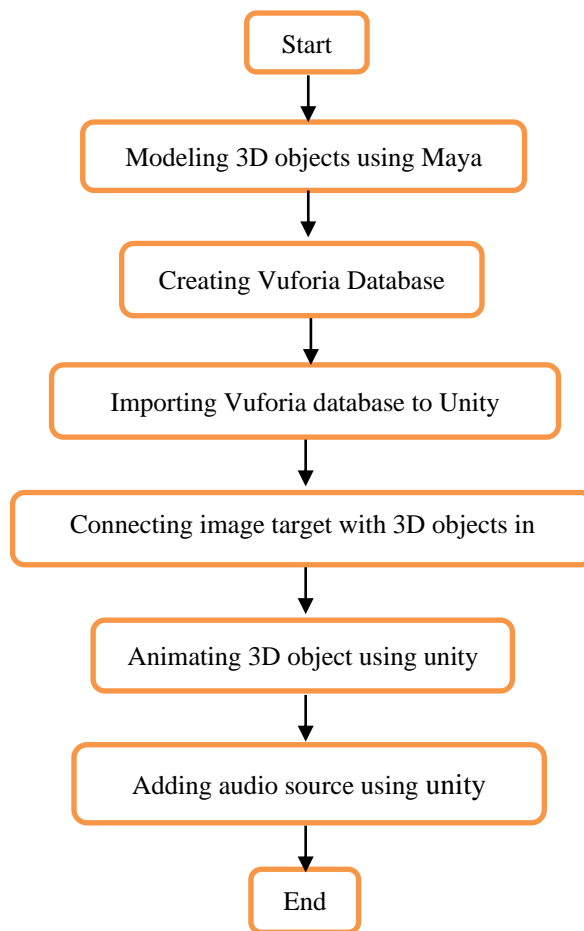 Start
Modeling 3D objects using Maya
Creating Vuforia Database
Importing Vuforia database to Unity
Connecting image target with 3D objects in
Animating 3D object using unity
Adding audio source using unity
End